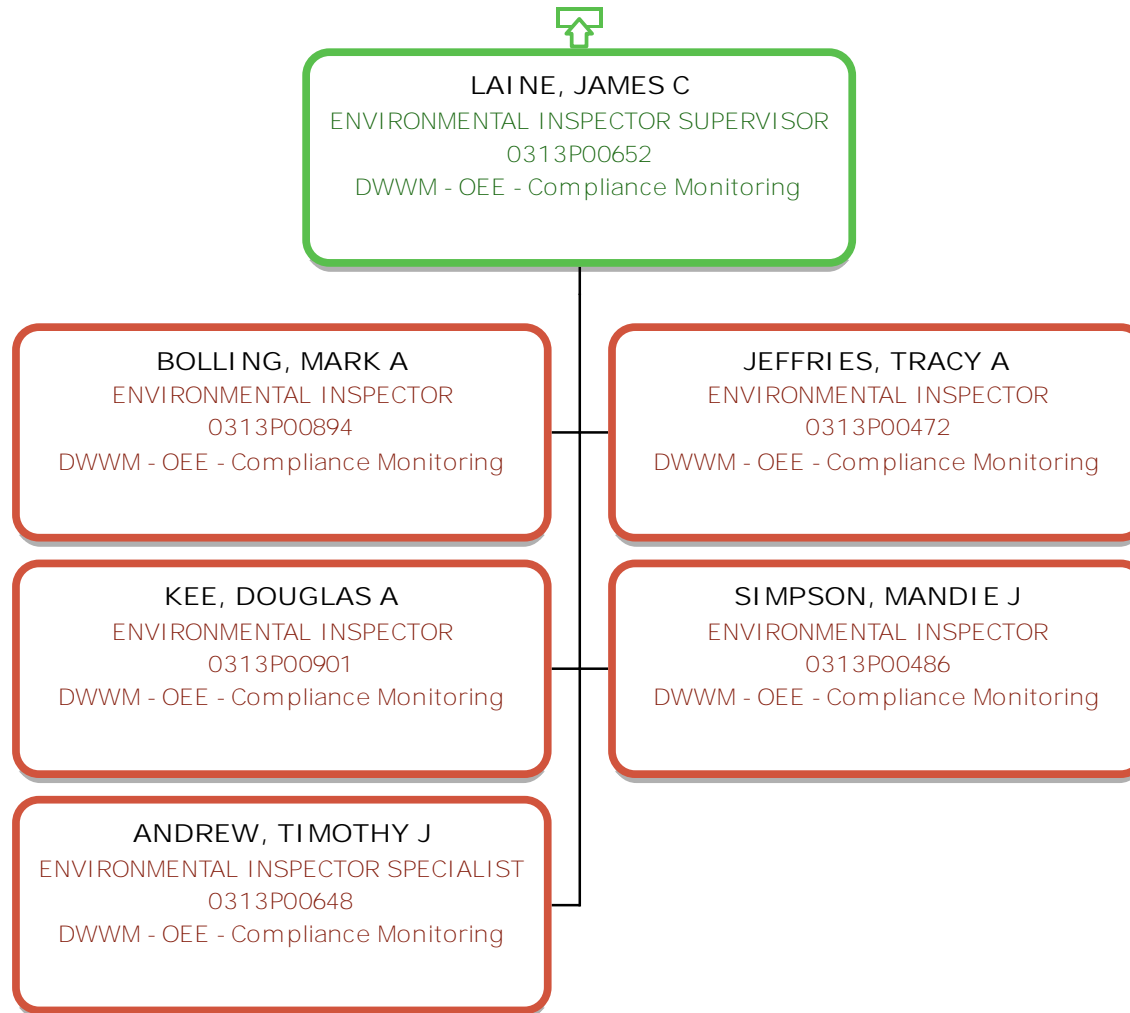 LAINE, JAMES C
ENVIRONMENTAL INSPECTOR SUPERVISOR
0313P00652
DWWM - OEE - Compliance Monitoring
BOLLING, MARK A
ENVIRONMENTAL INSPECTOR
0313P00894
DWWM - OEE - Compliance Monitoring
JEFFRIES, TRACY A
ENVIRONMENTAL INSPECTOR
0313P00472
DWWM - OEE - Compliance Monitoring
KEE, DOUGLAS A
ENVIRONMENTAL INSPECTOR
0313P00901
DWWM - OEE - Compliance Monitoring
SIMPSON, MANDIE J
ENVIRONMENTAL INSPECTOR
0313P00486
DWWM - OEE - Compliance Monitoring
ANDREW, TIMOTHY J
ENVIRONMENTAL INSPECTOR SPECIALIST
0313P00648
DWWM - OEE - Compliance Monitoring